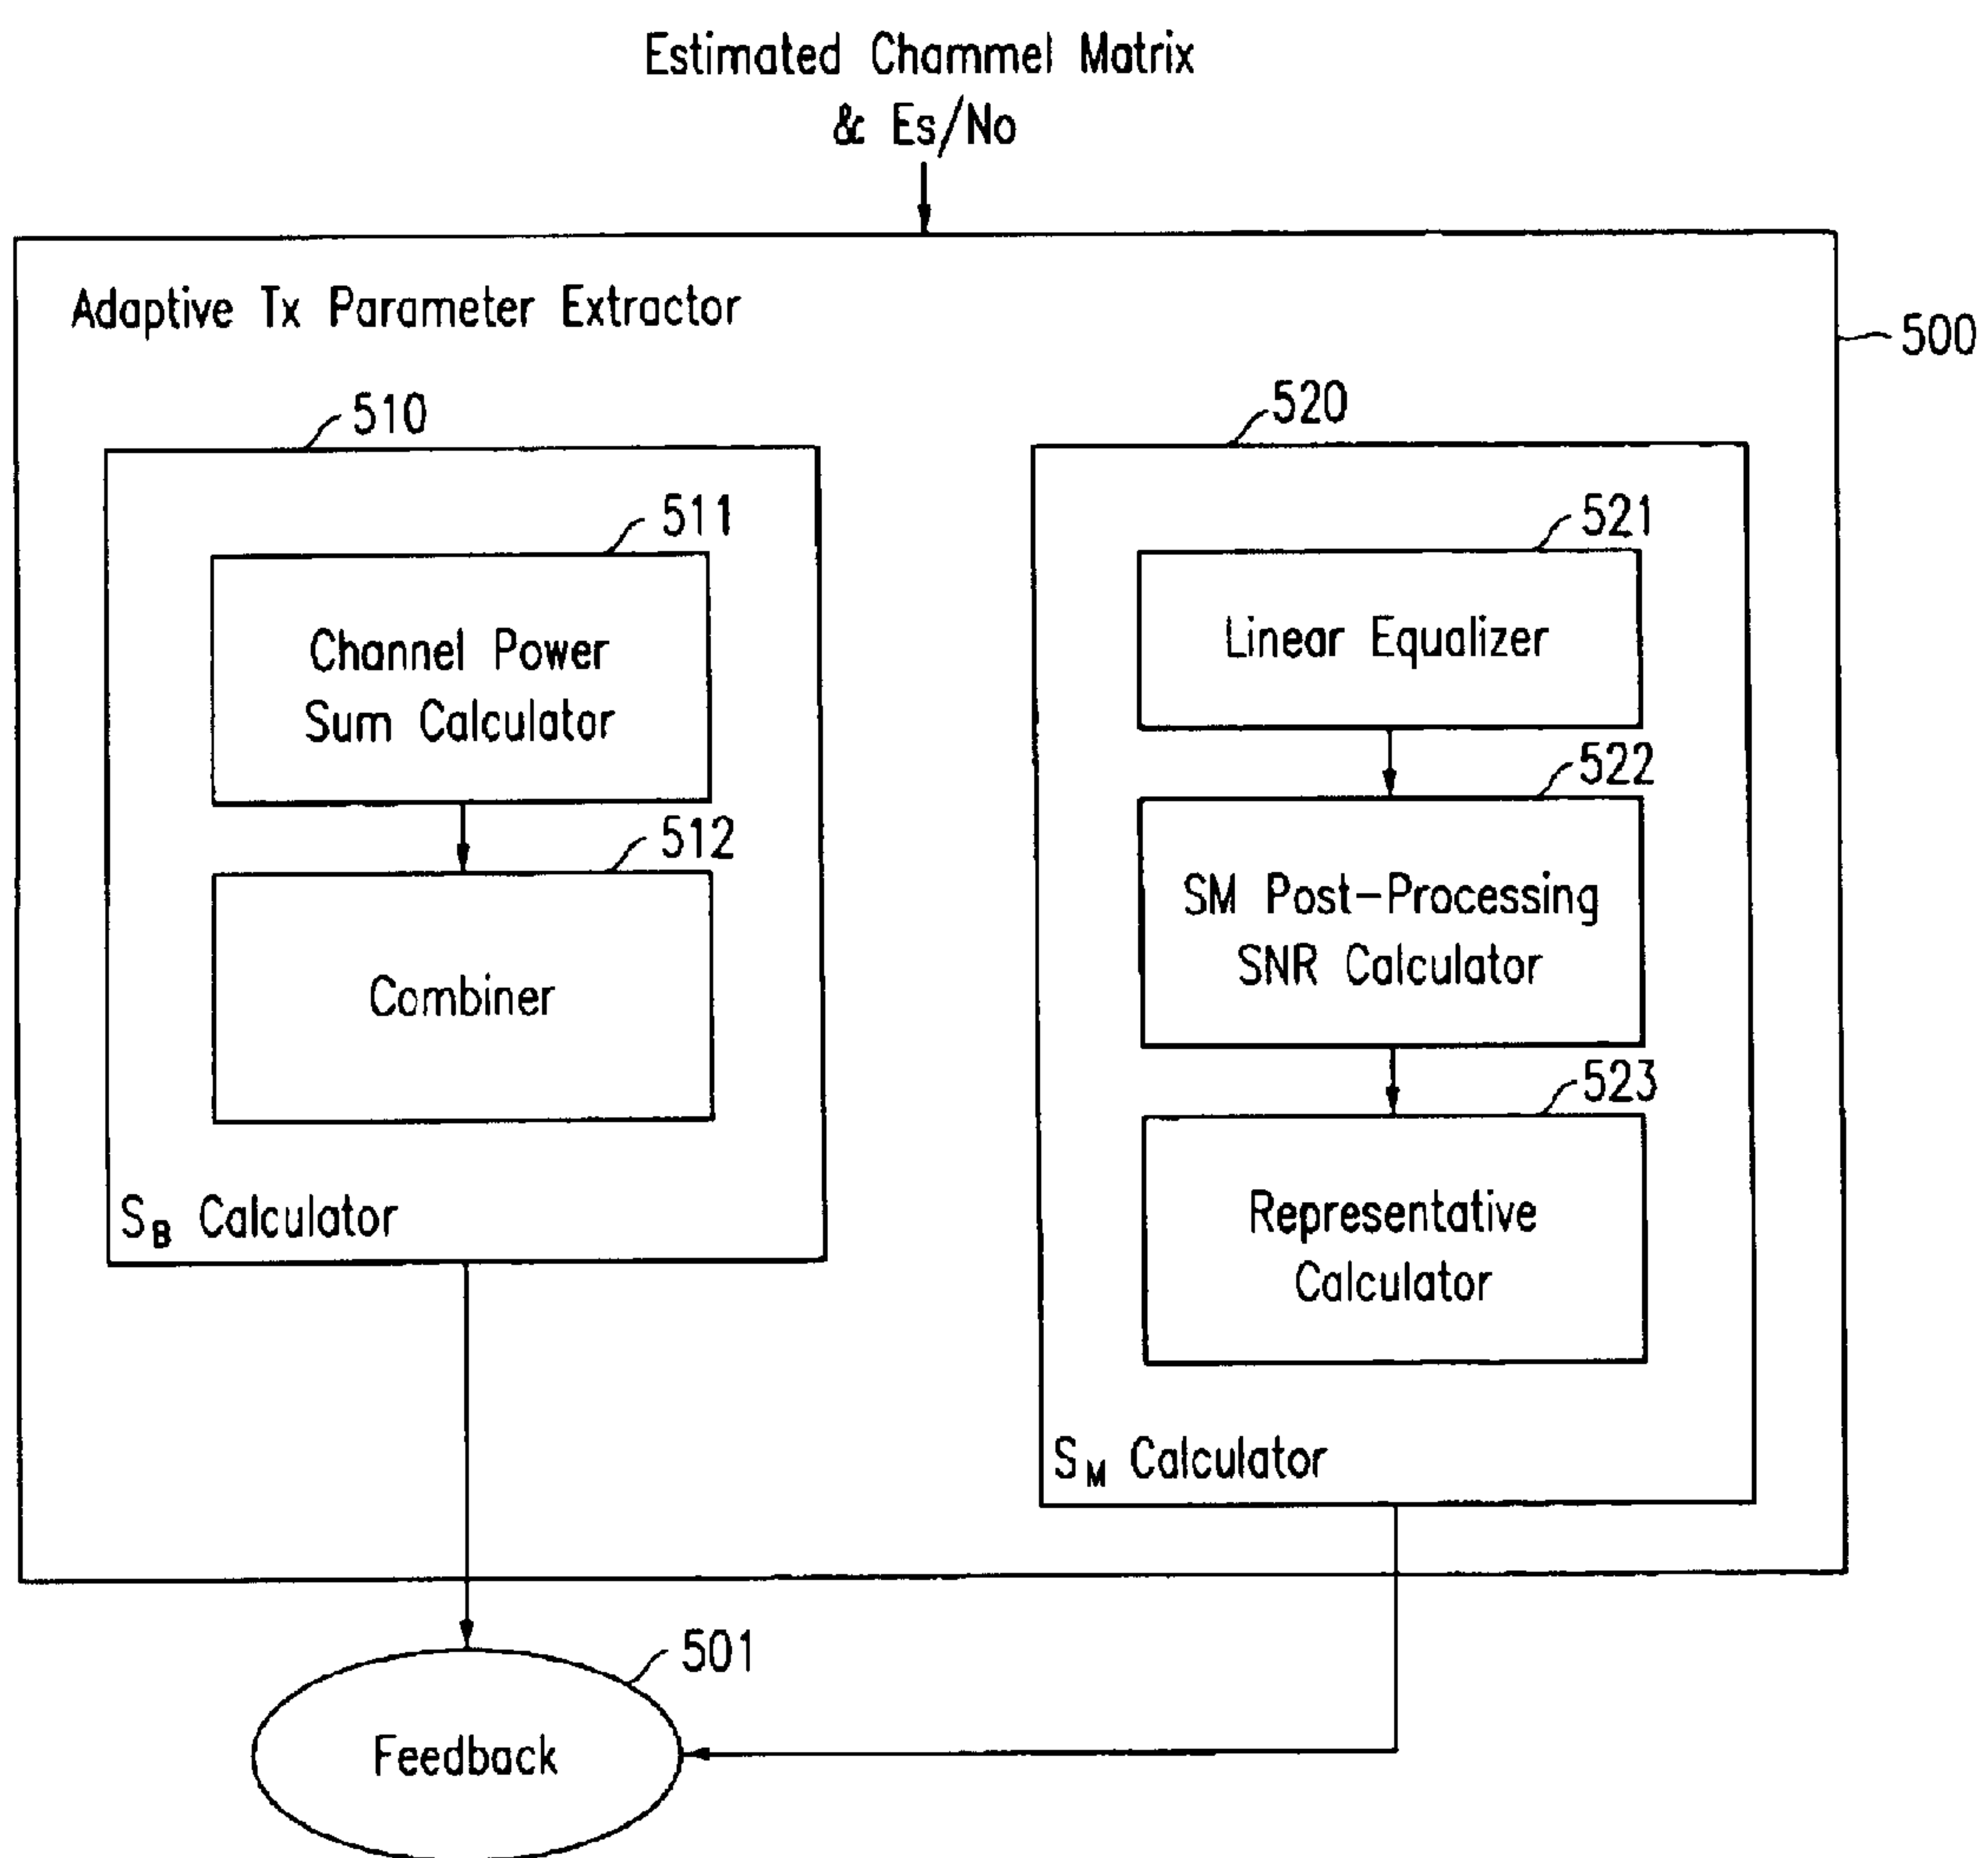 Estimated Chammel Matrix
& Es/No
Adaptive Tx Parameter Extractor
500
510
511
Channel Power
Sum Calculator
512
Combiner
SB Calculator
520
521
Linear Equalizer
522
SM Post-Processing
SNR Calculator
523
Representative
Calculator
SM Calculator
501
Feedback